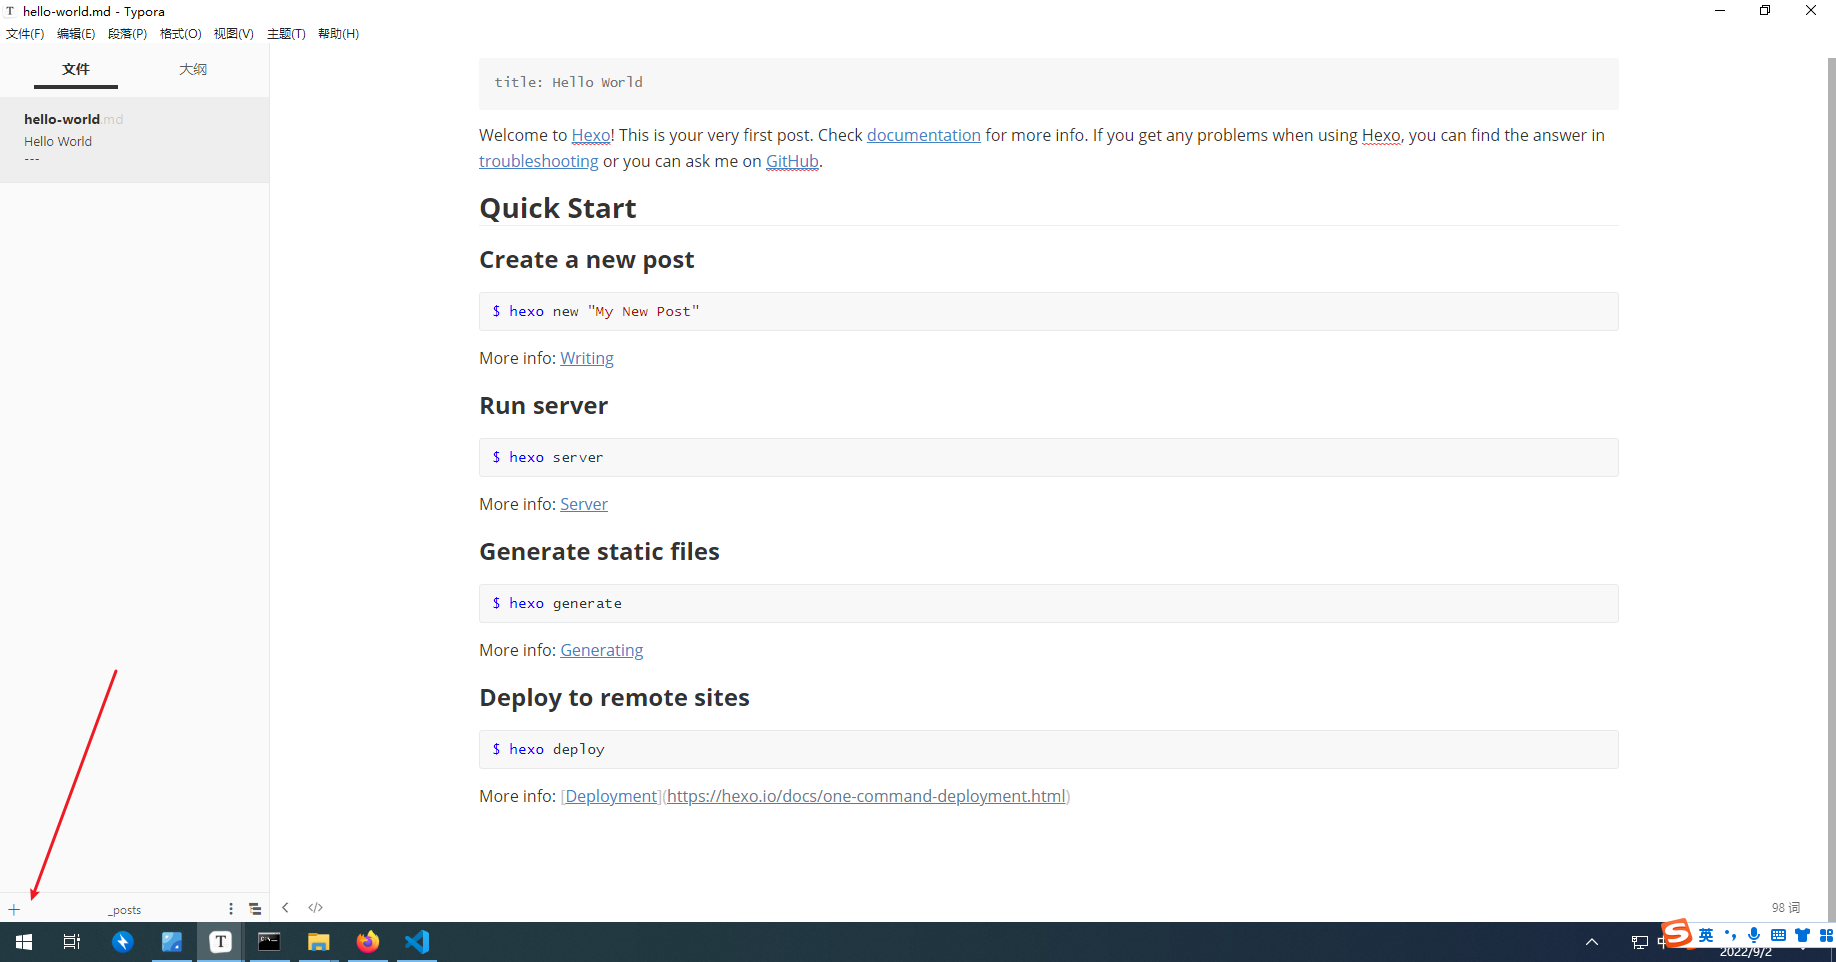 T hello-world.md - Typora
文件(F) 编辑(E) 段落(P) 格式(O) 视图(V) 主题(T) 帮助(H)
文件 大纲
hello-world.md
Hello World
---
title: Hello World
Welcome to Hexo! This is your very first post. Check documentation for more info. If you get any problems when using Hexo, you can find the answer in
troubleshooting or you can ask me on GitHub.
Quick Start
Create a new post
$ hexo new "My New Post"
More info: Writing
Run server
$ hexo server
More info: Server
Generate static files
$ hexo generate
More info: Generating
Deploy to remote sites
$ hexo deploy
More info: [Deployment](https://hexo.io/docs/one-command-deployment.html)
_posts
</>
98 词
T
S 英
2022/9/2